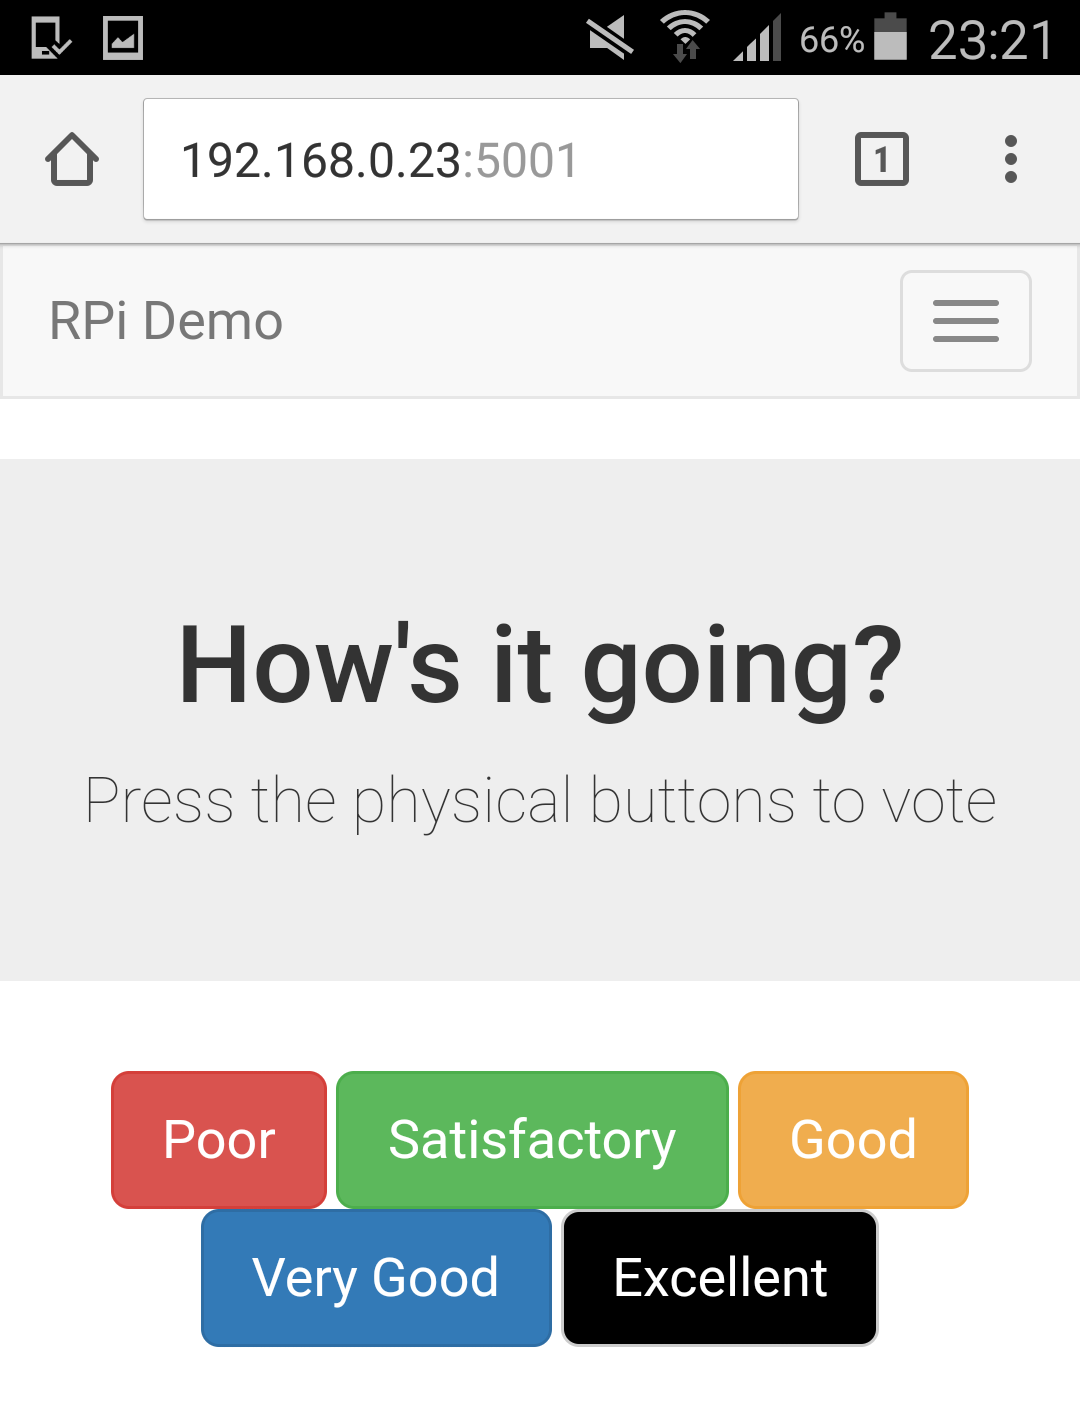 66% 23:21
192.168.0.23:5001 1
RPi Demo
How's it going?
Press the physical buttons to vote
Poor Satisfactory Good
Very Good Excellent